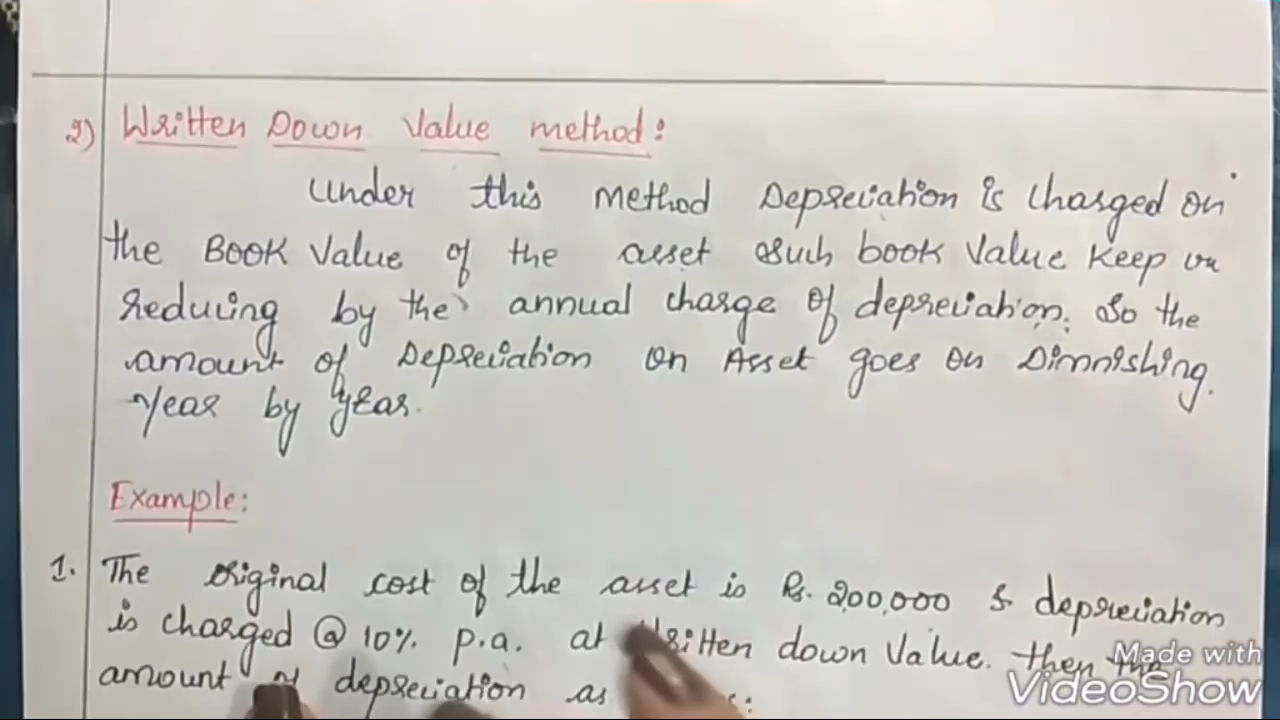 2) Written Down Value method:
Under this method Depreciation is charged on
the Book Value of the asset such book value keep on
reducing by the annual charge of depreciation. So the
amount of Depreciation on Asset goes on Dimnishing
Year by year.
Example:
1. The original cost of the asset is Rs. 200,000 & depreciation
is charged @ 10% p.a. at Written down Value. then the
amount of depreciation as
Made with
VideoShow